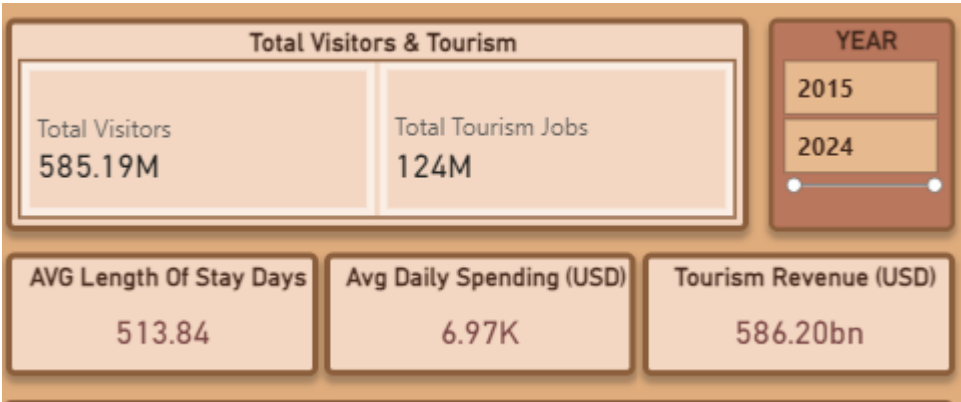 Total Visitors & Tourism
YEAR
2015
2024
Total Visitors
585.19M
Total Tourism Jobs
124M
AVG Length Of Stay Days
513.84
Avg Daily Spending (USD)
6.97K
Tourism Revenue (USD)
586.20bn